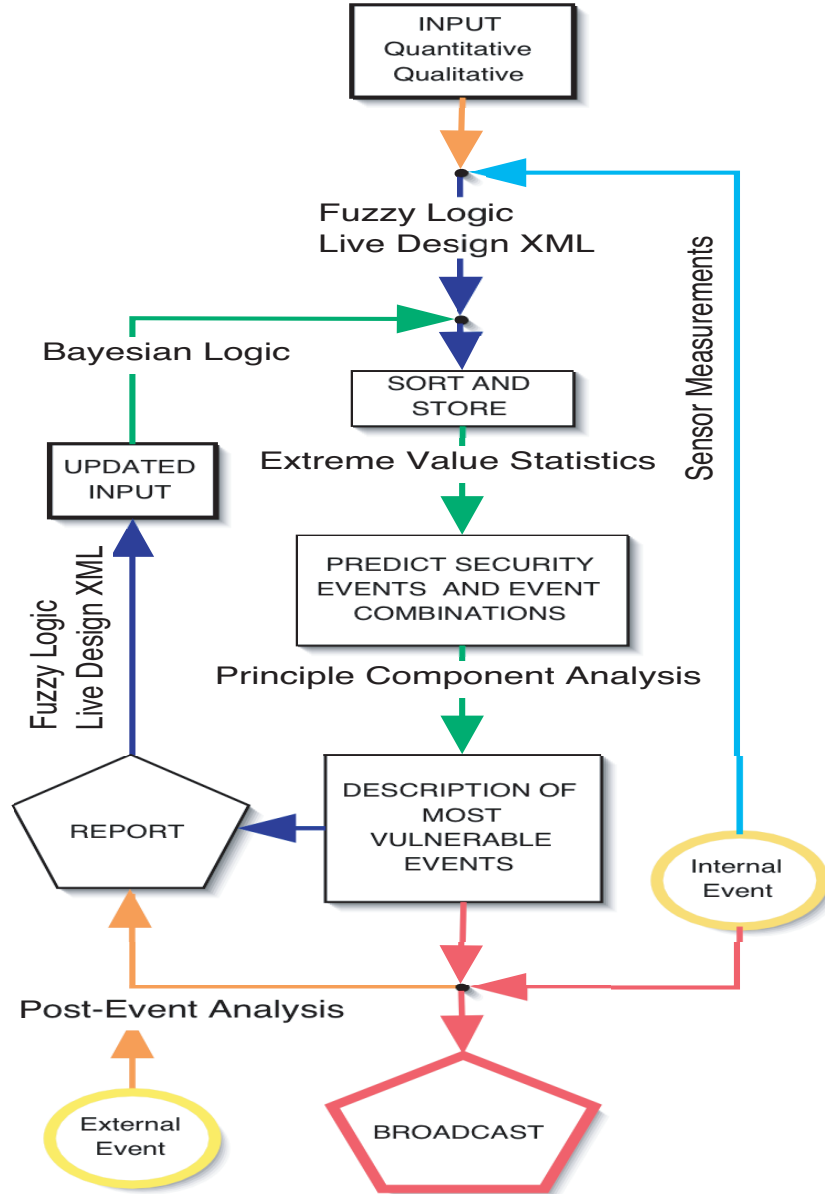 INPUT
Quantitative
Qualitative
Fuzzy Logic
Live Design XML
Bayesian Logic
SORT AND
STORE
Sensor Measurements
Extreme Value Statistics
UPDATED
INPUT
PREDICT SECURITY
EVENTS AND EVENT
COMBINATIONS
Fuzzy Logic
Live Design XML
Principle Component Analysis
DESCRIPTION OF
MOST
VULNERABLE
EVENTS
REPORT
Internal
Event
Post-Event Analysis
External
Event
BROADCAST